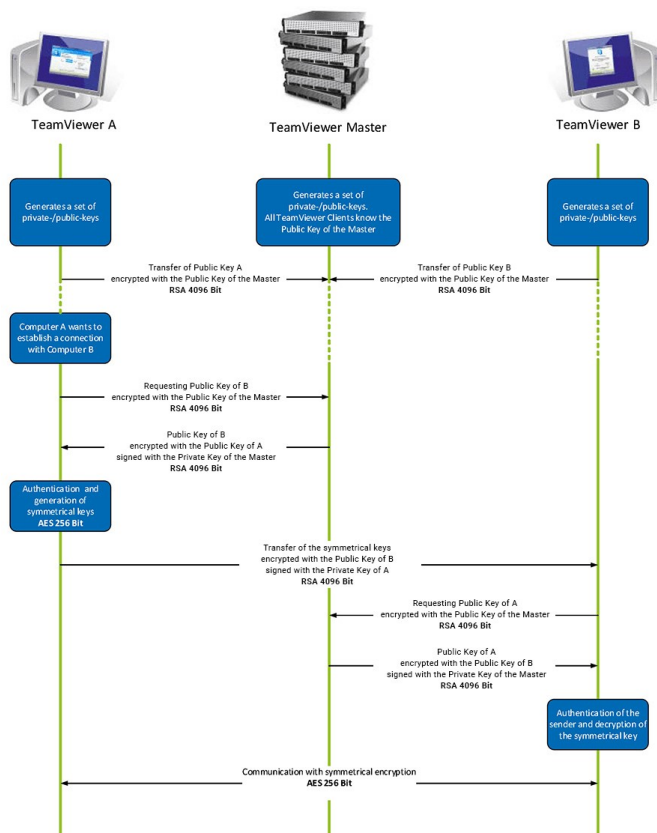 TeamViewer A
TeamViewer Master
TeamViewer B
Generates a set of
private-/public-keys
Generates a set of
private-/public-keys.
All TeamViewer Clients know the
Public Key of the Master
Generates a set of
private-/public-keys
Transfer of Public Key A
encrypted with the Public Key of the Master
RSA 4096 Bit
Transfer of Public Key B
encrypted with the Public Key of the Master
RSA 4096 Bit
Computer A wants to
establish a connection
with Computer B
Requesting Public Key of B
encrypted with the Public Key of the Master
RSA 4096 Bit
Public Key of B
encrypted with the Public Key of A
signed with the Private Key of the Master
RSA 4096 Bit
Authentication and
generation of
symmetrical keys
AES 256 Bit
Transfer of the symmetrical keys
encrypted with the Public Key of B
signed with the Private Key of A
RSA 4096 Bit
Requesting Public Key of A
encrypted with the Public Key of the Master
RSA 4096 Bit
Public Key of A
encrypted with the Public Key of B
signed with the Private Key of the Master
RSA 4096 Bit
Authentication of the
sender and decryption of
the symmetrical key
Communication with symmetrical encryption
AES 256 Bit